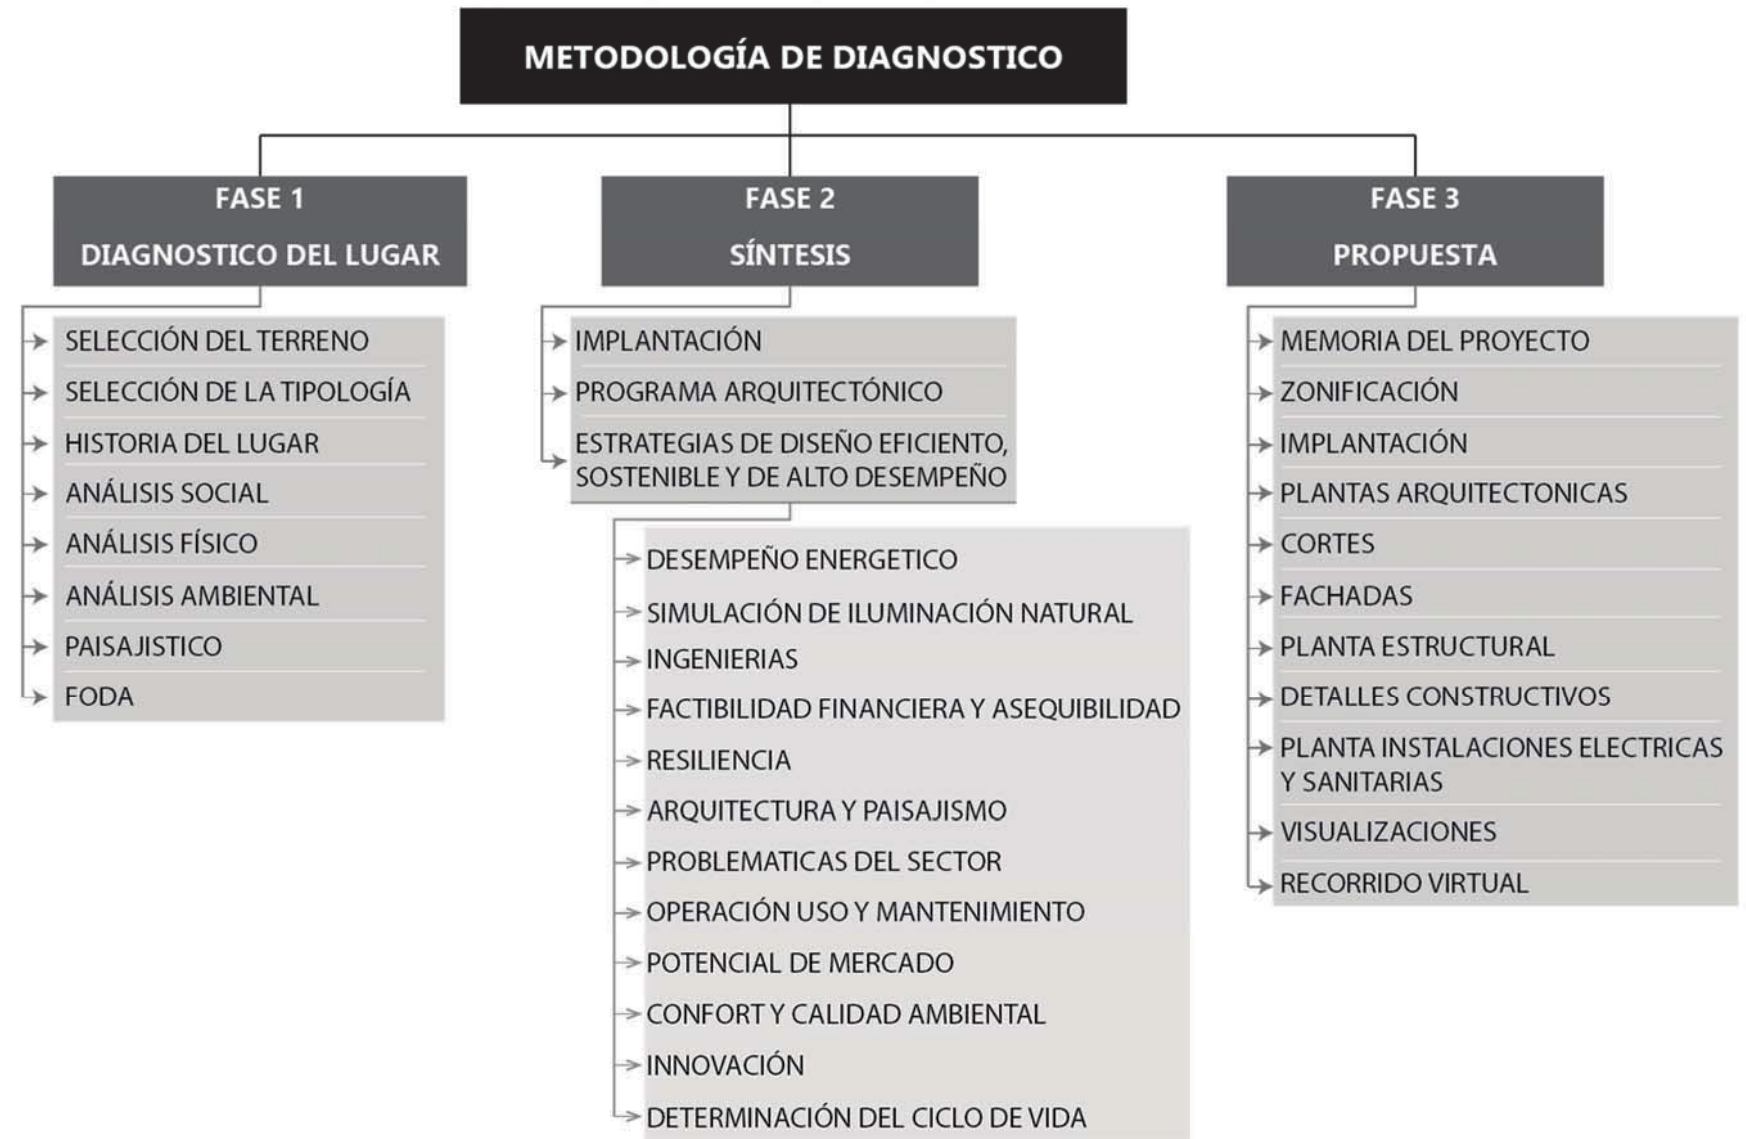 METODOLOGÍA DE DIAGNOSTICO
FASE 1
DIAGNOSTICO DEL LUGAR
SELECCIÓN DEL TERRENO
SELECCIÓN DE LA TIPOLOGÍA
HISTORIA DEL LUGAR
ANÁLISIS SOCIAL
ANÁLISIS FÍSICO
ANÁLISIS AMBIENTAL
PAISAJISTICO
FODA
FASE 2
SÍNTESIS
IMPLANTACIÓN
PROGRAMA ARQUITECTÓNICO
ESTRATEGIAS DE DISEÑO EFICIENTO,
SOSTENIBLE Y DE ALTO DESEMPEÑO
DESEMPEÑO ENERGETICO
SIMULACIÓN DE ILUMINACIÓN NATURAL
INGENIERIAS
FACTIBILIDAD FINANCIERA Y ASEQUIBILIDAD
RESILIENCIA
ARQUITECTURA Y PAISAJISMO
PROBLEMATICAS DEL SECTOR
OPERACIÓN USO Y MANTENIMIENTO
POTENCIAL DE MERCADO
CONFORT Y CALIDAD AMBIENTAL
INNOVACIÓN
DETERMINACIÓN DEL CICLO DE VIDA
FASE 3
PROPUESTA
MEMORIA DEL PROYECTO
ZONIFICACIÓN
IMPLANTACIÓN
PLANTAS ARQUITECTONICAS
CORTES
FACHADAS
PLANTA ESTRUCTURAL
DETALLES CONSTRUCTIVOS
PLANTA INSTALACIONES ELECTRICAS
Y SANITARIAS
VISUALIZACIONES
RECORRIDO VIRTUAL